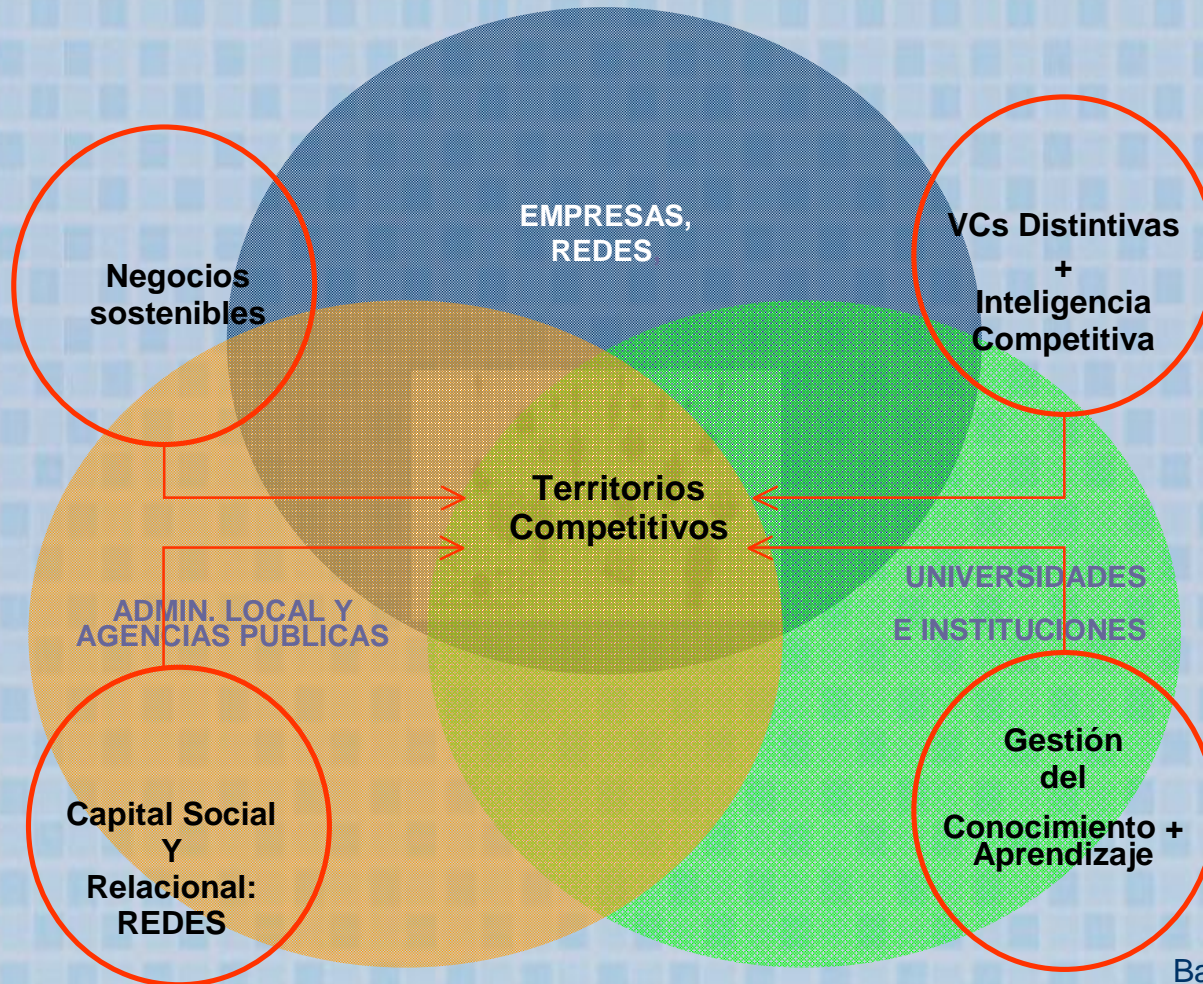 EMPRESAS,
REDES
Negocios
sostenibles
VCs Distintivas
+
Inteligencia
Competitiva
Territorios
Competitivos
ADMIN. LOCAL Y
AGENCIAS PUBLICAS
UNIVERSIDADES
E INSTITUCIONES
Capital Social
Y
Relacional:
REDES
Gestión
del
Conocimiento +
Aprendizaje